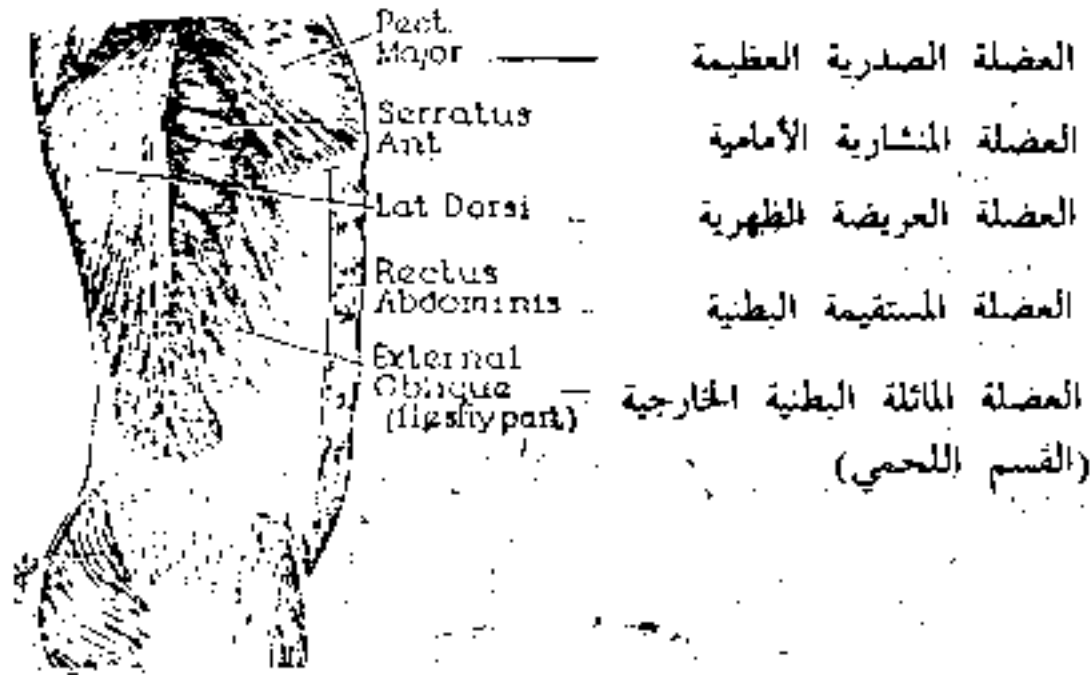 Pect.
Major
العضلة الصدرية العظيمة
Serratus
Ant
العضلة المنشارية الأمامية
Lat Dorsi
العضلة العريضة الظهرية
Rectus
Abdominis
العضلة المستقيمة البطنية
External
Oblique
(fleshy part)
العضلة المائلة البطنية الخارجية
(القسم اللحمي)